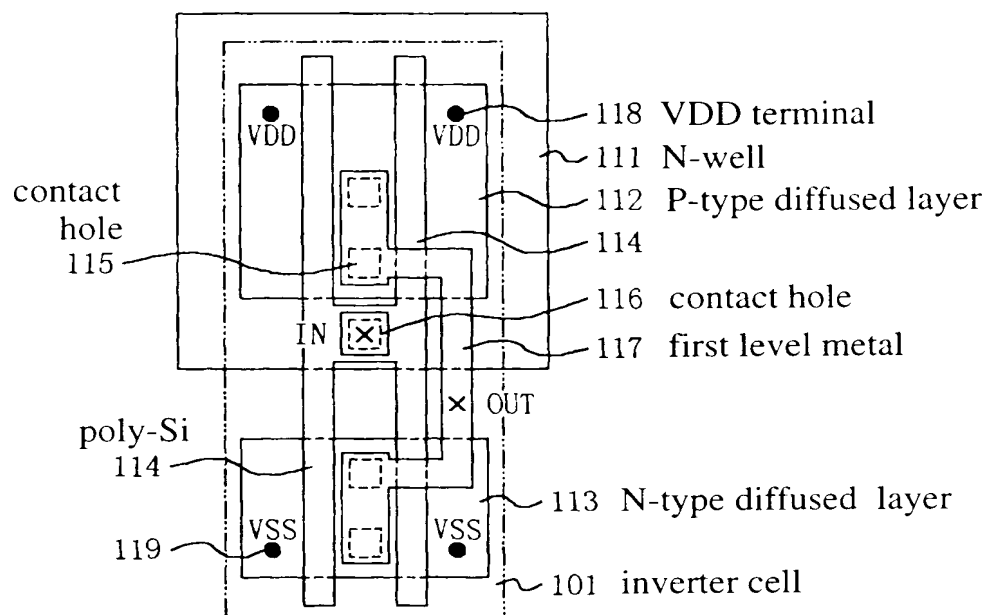 VDD
VDD
118 VDD terminal
111 N-well
112 P-type diffused layer
114
contact
hole
115
116 contact hole
IN
117 first level metal
OUT
poly-Si
114
113 N-type diffused layer
VSS
VSS
119
101 inverter cell